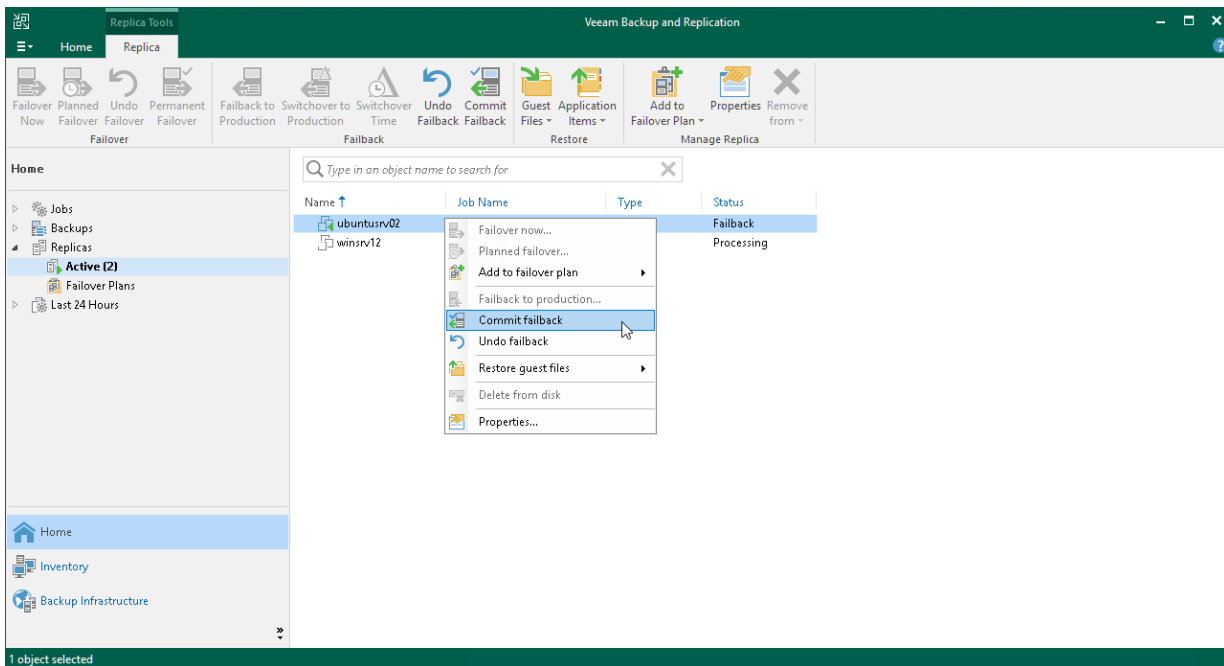 Replica Tools
Veeam Backup and Replication
Home Replica
Failover Planned Undo Permanent Failback to Switchover to Switchover Undo Commit Guest Application Add to Properties Remove
Now Failover Failover Failover Production Production Time Failback Failback Files Items Failover Plan from
Failover Failback Restore Manage Replica
Home
Type in an object name to search for
Name Job Name Type Status
Jobs
ubuntusrv02 Failback
Backups
Failover now...
winsrv12 Processing
Replicas
Planned failover...
Active (2)
Add to failover plan
Failover Plans
Failback to production...
Last 24 Hours
Commit failback
Undo failback
Restore guest files
Delete from disk
Properties...
Home
Inventory
Backup Infrastructure
1 object selected